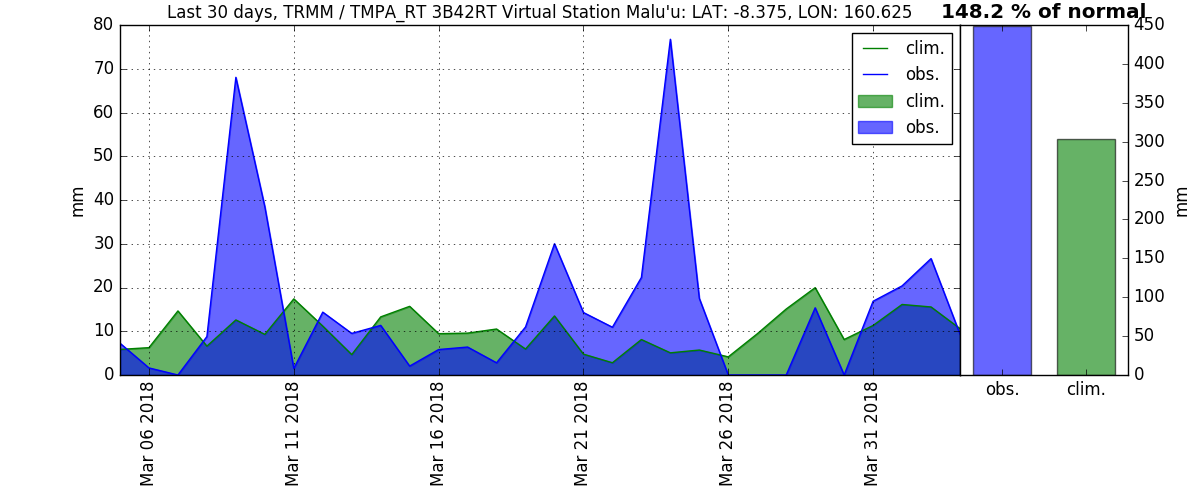 Last 30 days, TRMM / TMPA_RT 3B42RT Virtual Station Malu'u: LAT: -8.375, LON: 160.625
148.2 % of normal
80
70
60
50
40
30
20
10
0
mm
clim.
obs.
clim.
obs.
450
400
350
300
250
200
150
100
50
0
mm
Mar 06 2018
Mar 11 2018
Mar 16 2018
Mar 21 2018
Mar 26 2018
Mar 31 2018
obs.
clim.